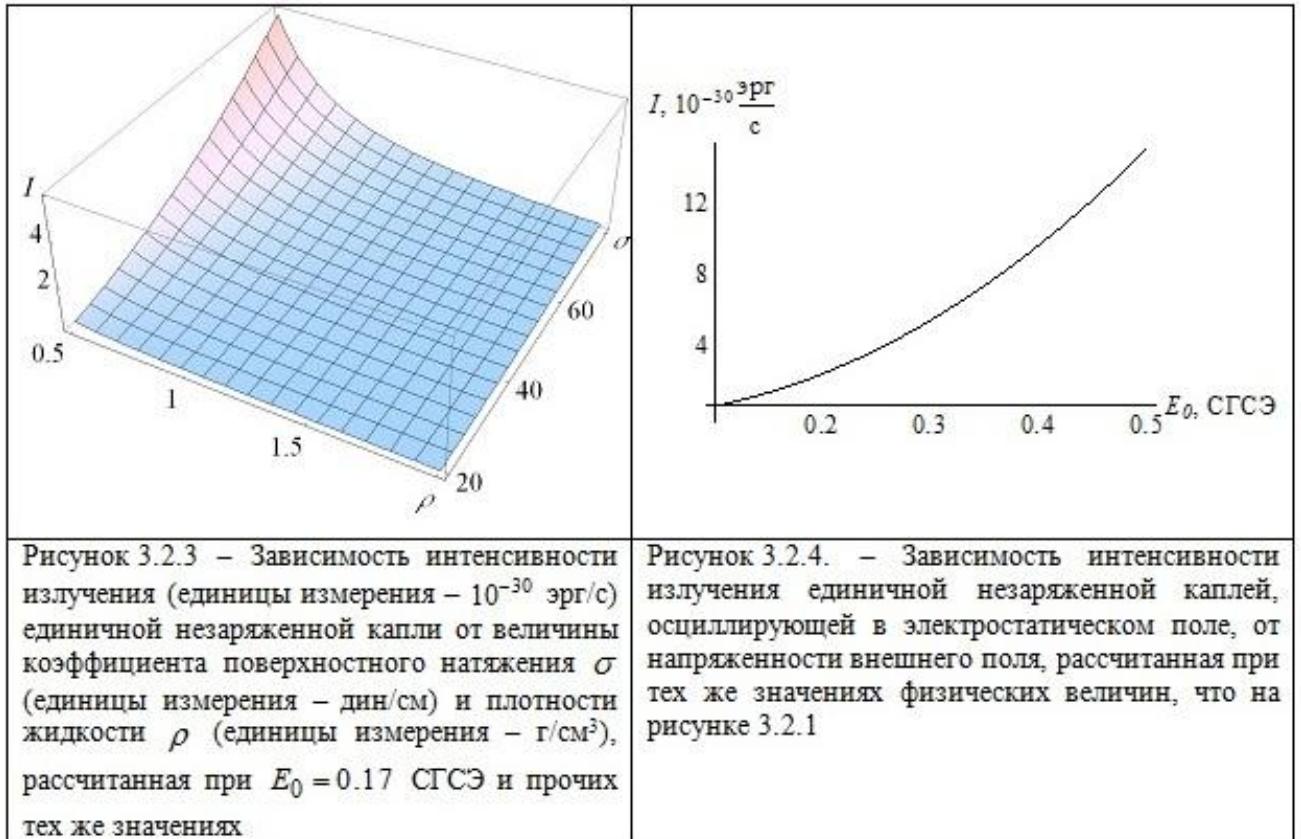 I
4
2
0.5
1
1.5
ρ
20
40
60
σ
I, 10⁻³⁰ эрг/с
12
8
4
0.2
0.3
0.4
0.5
E₀, СГСЭ
Рисунок 3.2.3 – Зависимость интенсивности
излучения (единицы измерения – 10⁻³⁰ эрг/с)
единичной незаряженной капли от величины
коэффициента поверхностного натяжения σ
(единицы измерения – дин/см) и плотности
жидкости ρ (единицы измерения – г/см³),
рассчитанная при E₀ = 0.17 СГСЭ и прочих
тех же значениях
Рисунок 3.2.4. – Зависимость интенсивности
излучения единичной незаряженной каплей,
осциллирующей в электростатическом поле, от
напряженности внешнего поля, рассчитанная при
тех же значениях физических величин, что на
рисунке 3.2.1